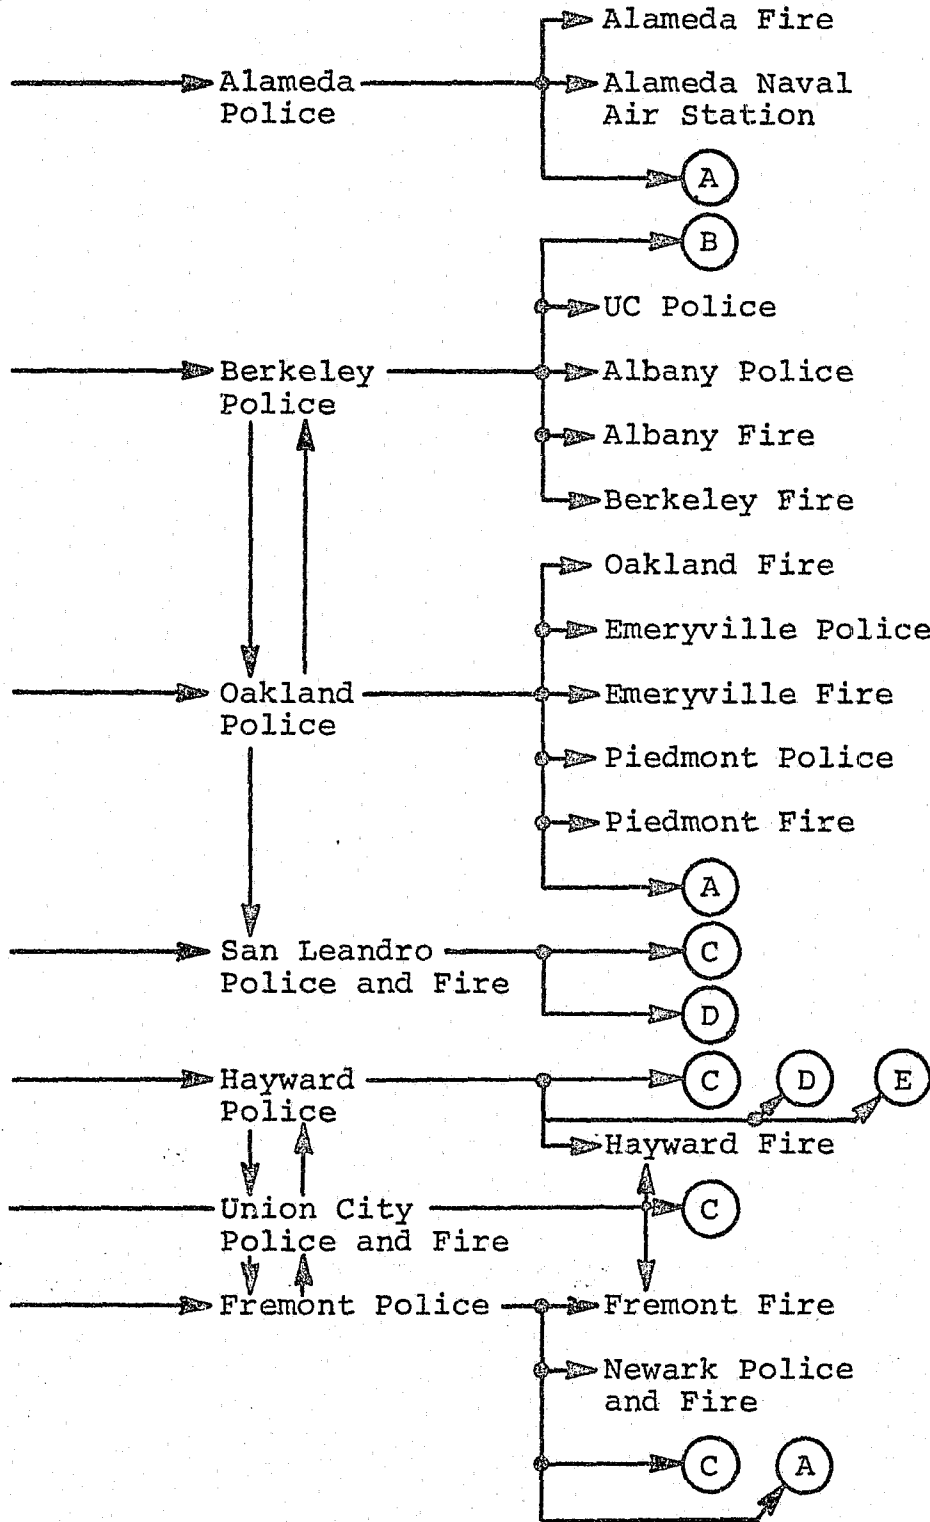 Alameda Fire
Alameda
Police
Alameda Naval
Air Station
A
B
UC Police
Berkeley
Police
Albany Police
Albany Fire
Berkeley Fire
Oakland Fire
Emeryville Police
Oakland
Police
Emeryville Fire
Piedmont Police
Piedmont Fire
A
San Leandro
Police and Fire
C
D
Hayward
Police
C
D
E
Hayward Fire
Union City
Police and Fire
C
Fremont Police
Fremont Fire
Newark Police
and Fire
C
A